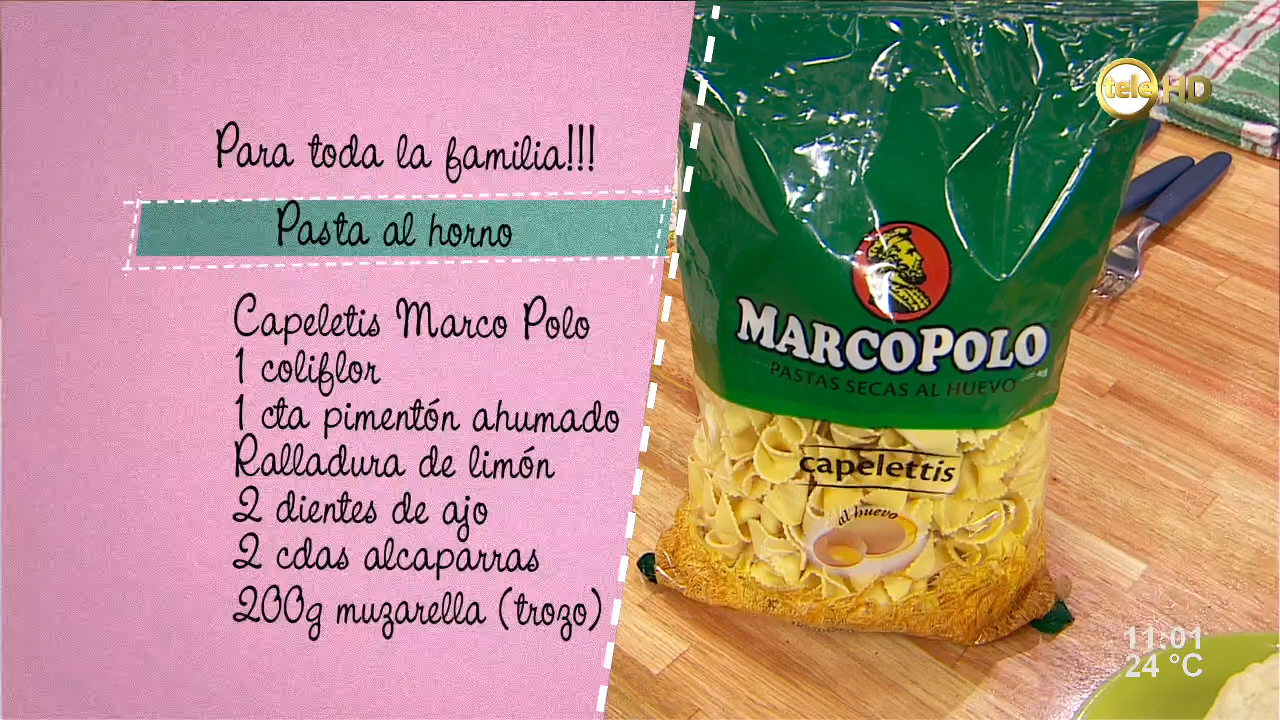 Para toda la familia!!!
Pasta al horno
Capeletis Marco Polo
1 coliflor
1 cta pimentón ahumado
Ralladura de limón
2 dientes de ajo
2 cdas alcaparras
200g muzarella (trozo)
tele HD
MARCOPOLO
PASTAS SECAS AL HUEVO
capelettis
al huevo
11:01
24 °C